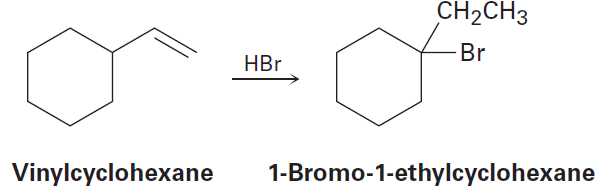 CH₂CH3
Br
HBr
Vinylcyclohexane
1-Bromo-1-ethylcyclohexane